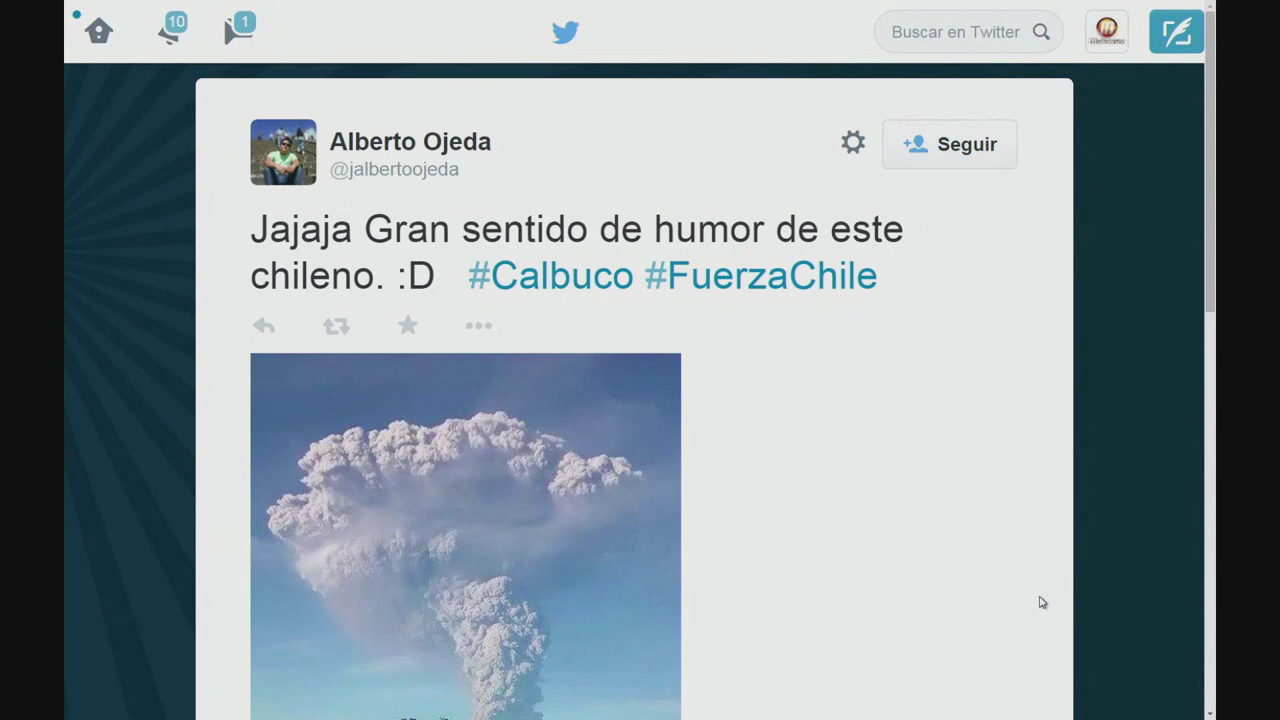 10
1
Buscar en Twitter
Alberto Ojeda
@jalbertoojeda
Seguir
Jajaja Gran sentido de humor de este
chileno. :D #Calbuco #FuerzaChile